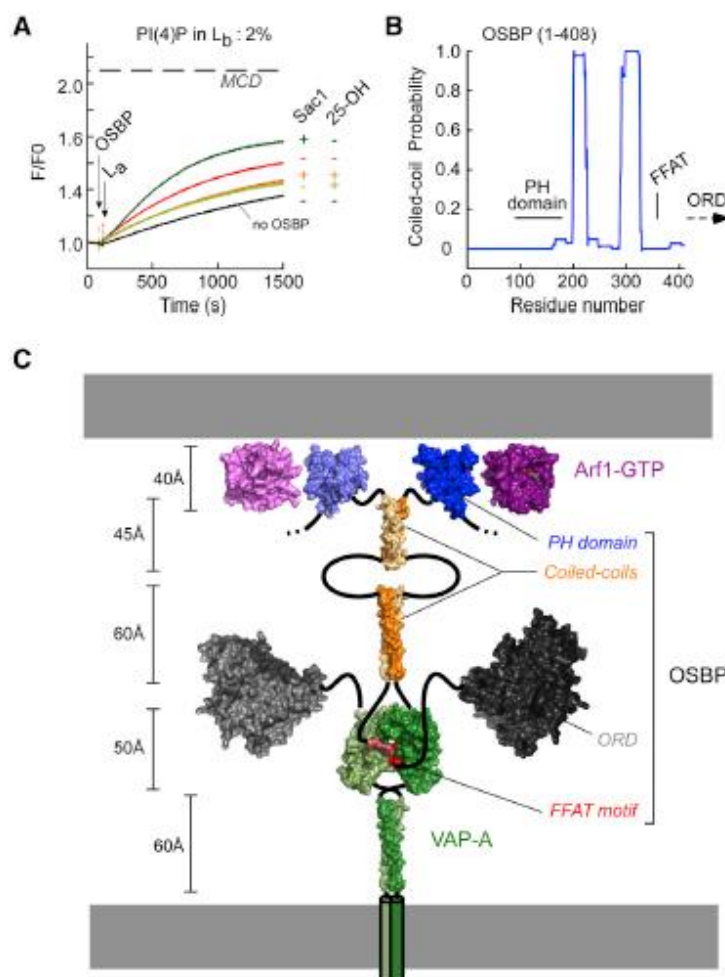 A
PI(4)P in Lb : 2%
MCD
2.0
1.6
1.4
1.0
F/F0
OSBP
La
no OSBP
Sac1
25-OH
+ -
- -
+ +
- +
- -
0 500 1000 1500
Time (s)
B
OSBP (1-408)
1.0
0.8
0.6
0.4
0.2
0
Coiled-coil Probability
PH
domain
FFAT
ORD
0 100 200 300 400
Residue number
C
40Å
45Å
60Å
50Å
60Å
Arf1-GTP
PH domain
Coiled-coils
OSBP
ORD
FFAT motif
VAP-A